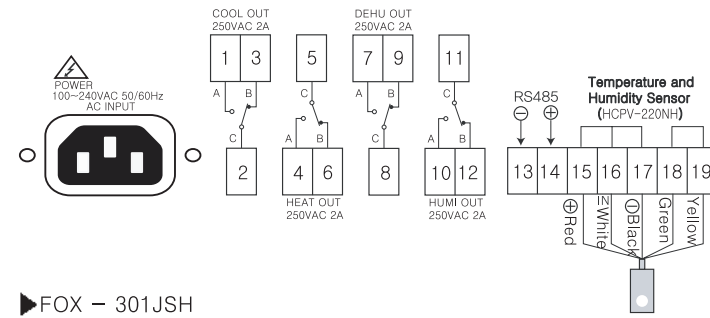 COOL OUT
250VAC 2A
DEHU OUT
250VAC 2A
1 3 5 7 9 11
POWER
100~240VAC 50/60Hz
AC INPUT
A B C A B C
Temperature and
Humidity Sensor
(HCPV-220NH)
RS485
⊖ ⊕
C A B C A B
2 4 6 8 10 12 13 14 15 16 17 18 19
HEAT OUT
250VAC 2A
HUMI OUT
250VAC 2A
⊕Red
IN White
⊖Black
Green
Yellow
▶FOX - 301JSH